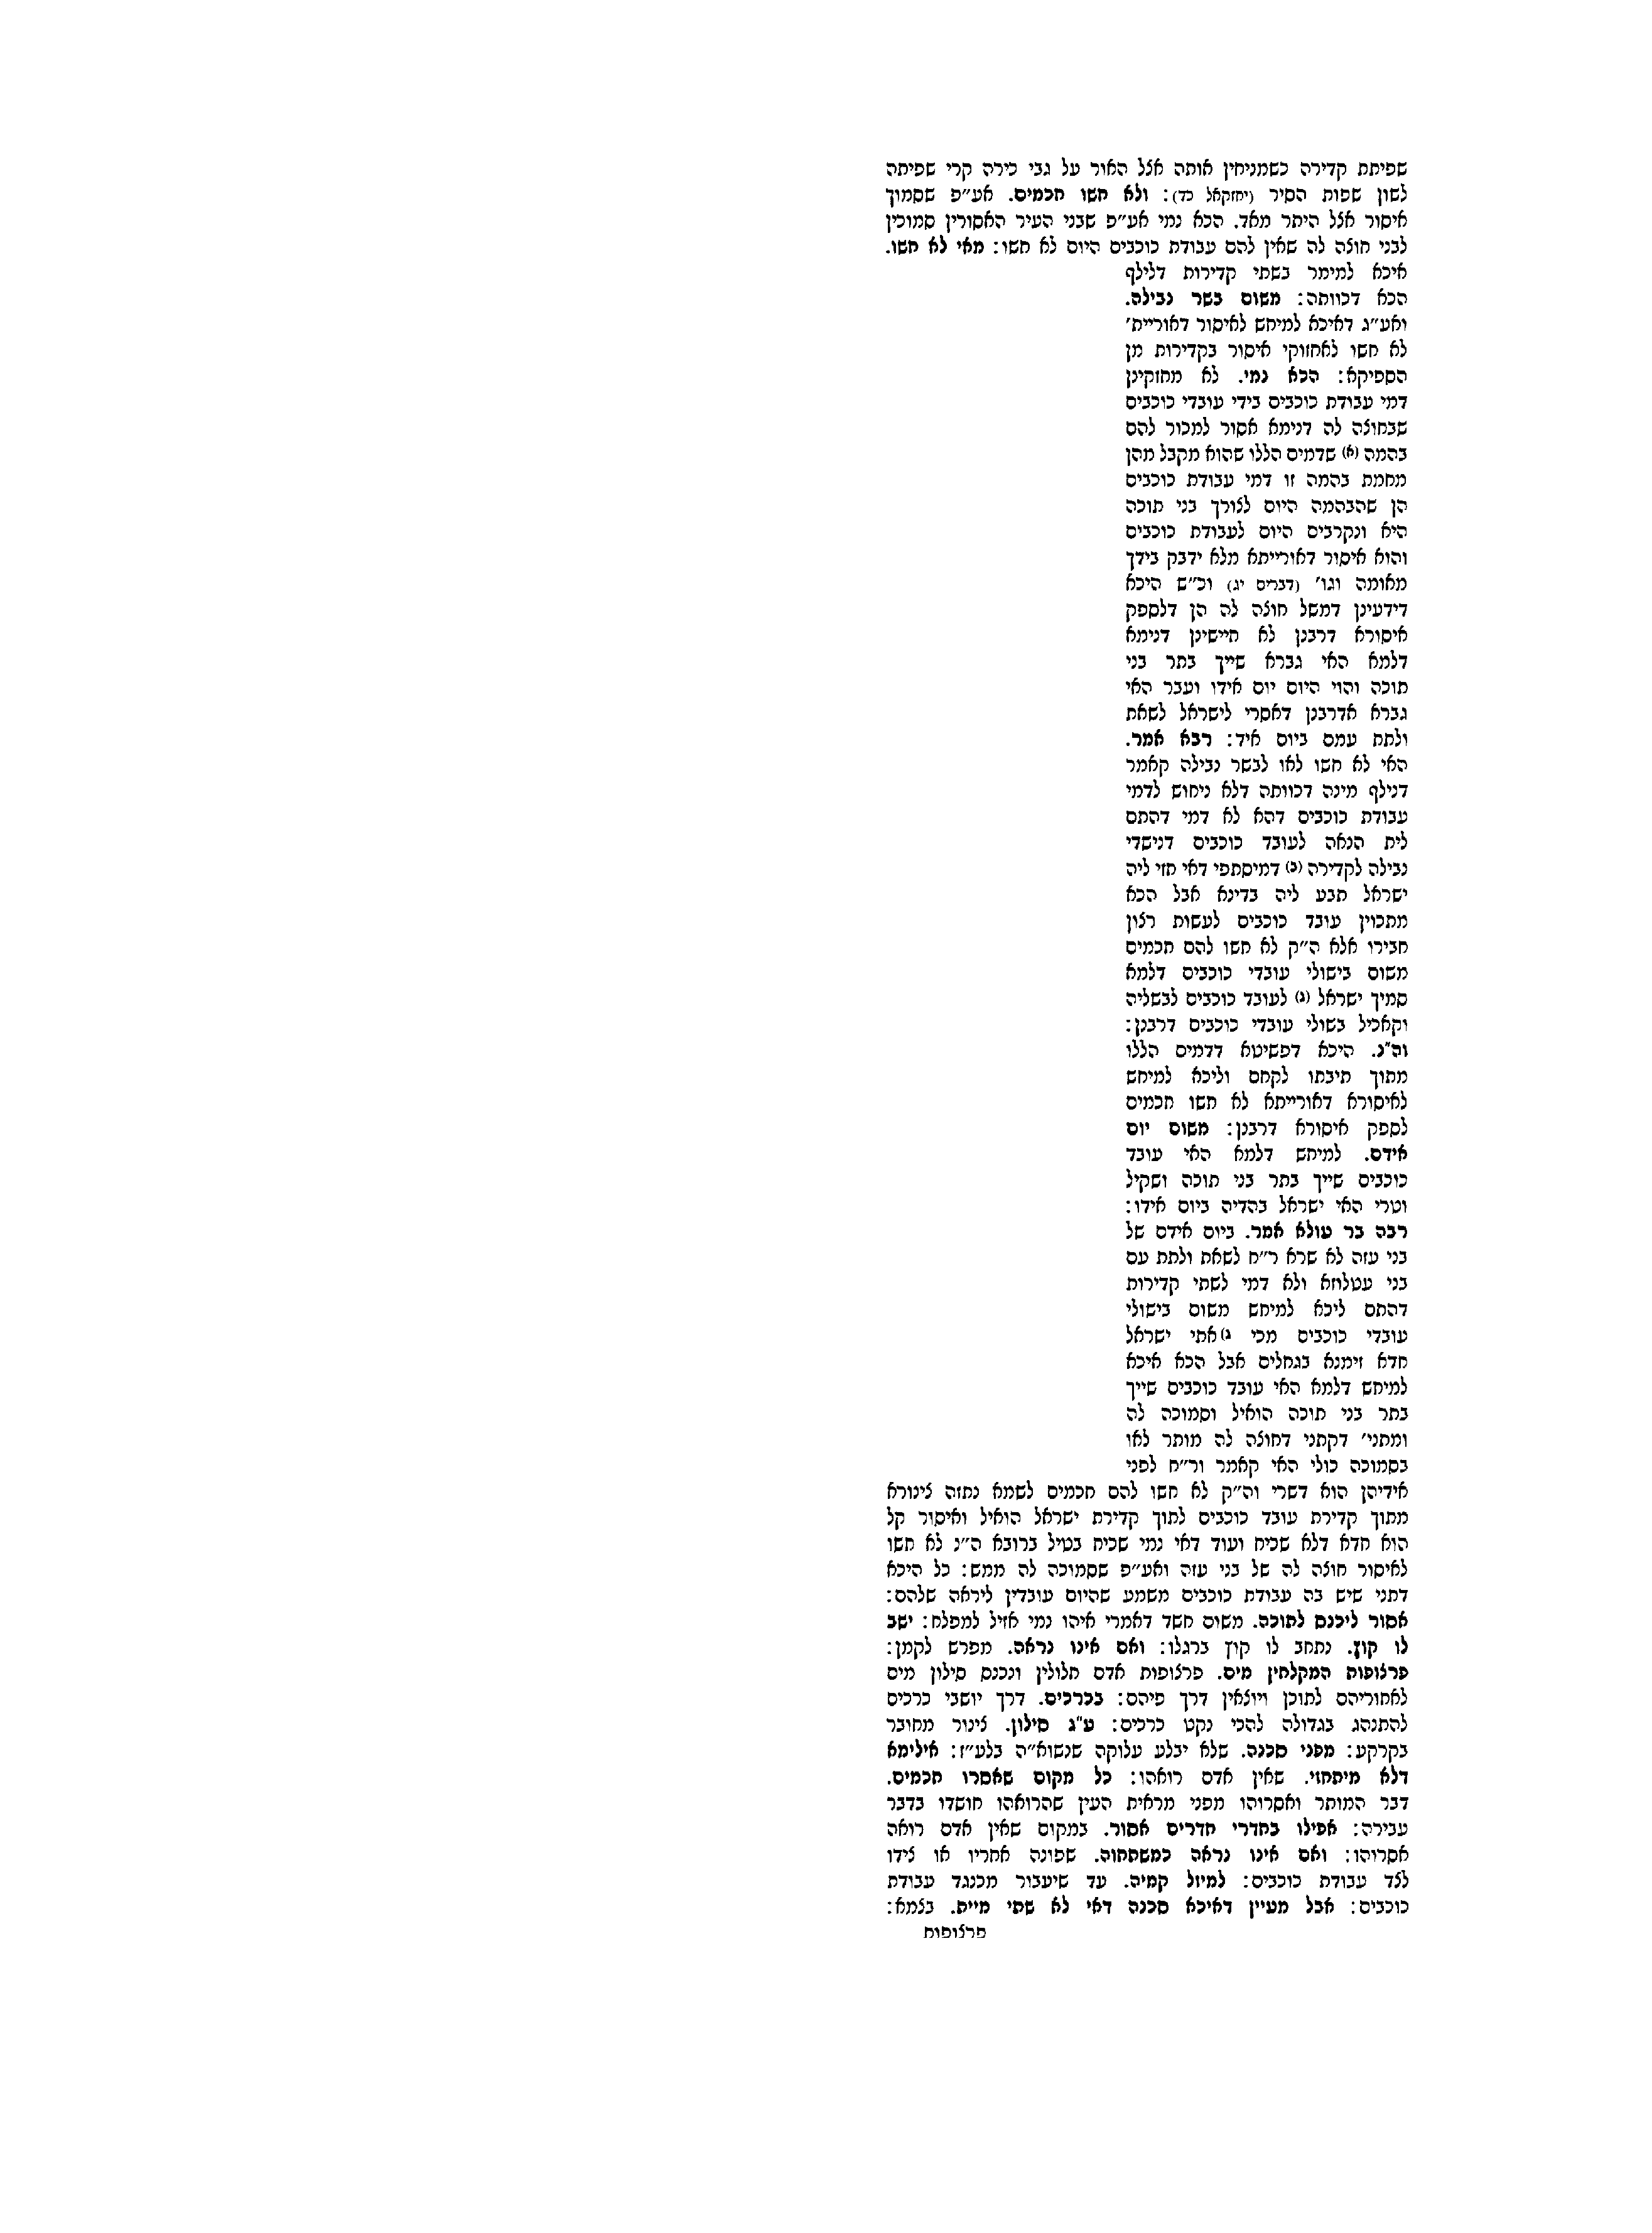 שפיתת קדירה כשמניחין אותה אצל האור על גבי כירה קרי שפיתה
לשון שפות הסיר (יחזקאל כד): ולא חשו חכמים. אע״פ שסמוך
איסור אצל היתר מאד. הכא נמי אע״פ שבני העיר האסורין סמוכין
לבני חוצה לה שאין להם עבודת כוכבים היום לא חשו: מאי לא חשו.
איכא למימר בשתי קדירות דלילף
הכא דכוותה: משום בשר נבילה.
ואע״ג דאיכא למיחש לאיסור דאוריית׳
לא חשו לאחזוקי איסור בקדירות מן
הספיקא: הכא נמי. לא מחזקינן
דמי עבודת כוכבים בידי עובדי כוכבים
שבחוצה לה דנימא אסור למכור להם
בהמה (א) שדמים הללו שהוא מקבל מהן
מחמת בהמה זו דמי עבודת כוכבים
הן שהבהמה היום לצורך בני תוכה
היא ונקרבים היום לעבודת כוכבים
והוא איסור דאורייתא מלא ידבק בידך
מאומה וגו׳ (דברים יג) וכ״ש היכא
דידעינן דמשל חוצה לה הן דלספק
איסורא דרבנן לא חיישינן דנימא
דלמא האי גברא שייך בתר בני
תוכה והוי היום יום אידו ועבר האי
גברא אדרבנן דאסרי לישראל לשאת
ולתת עמם ביום איד: רבא אמר.
האי לא חשו לאו לבשר נבילה קאמר
דנילף מינה דכוותה דלא ניחוש לדמי
עבודת כוכבים דהא לא דמי דהתם
לית הנאה לעובד כוכבים דנישדי
נבילה לקדירה (ב) דמיסתפי דאי חזי ליה
ישראל תבע ליה בדינא אבל הכא
מתכוין עובד כוכבים לעשות רצון
חבירו אלא ה״ק לא חשו להם חכמים
משום בישולי עובדי כוכבים דלמא
סמיך ישראל (ג) לעובד כוכבים לבשליה
וקאכיל בשולי עובדי כוכבים דרבנן:
וה״נ. היכא דפשיטא דדמים הללו
מתוך תיבתו לקחם וליכא למיחש
לאיסורא דאורייתא לא חשו חכמים
לספק איסורא דרבנן: משום יום
אידם. למיחש דלמא האי עובד
כוכבים שייך בתר בני תוכה ושקיל
וטרי האי ישראל בהדיה ביום אידו:
רבה בר עולא אמר. ביום אידם של
בני עזה לא שרא ר״ח לשאת ולתת עם
בני עטלוזא ולא דמי לשתי קדירות
דהתם ליכא למיחש משום בישולי
עובדי כוכבים מכי ג) אתי ישראל
חדא זימנא בגחלים אבל הכא איכא
למיחש דלמא האי עובד כוכבים שייך
בתר בני תוכה הואיל וסמוכה לה
ומתני׳ דקתני דחוצה לה מותר לאו
בסמוכה כולי האי קאמר ור״ח לפני
אידיהן הוא דשרי וה״ק לא חשו להם חכמים לשמא נתזה צינורא
מתוך קדירת עובד כוכבים לתוך קדירת ישראל הואיל ואיסור קל
הוא חדא דלא שכיח ועוד דאי נמי שכיח בטיל ברובא ה״נ לא חשו
לאיסור חוצה לה של בני עזה ואע״פ שסמוכה לה ממש: כל היכא
דתני שיש בה עבודת כוכבים משמע שהיום עובדין ליראה שלהם:
אסור ליכנס לתוכה. משום חשד דאמרי איהו נמי אזיל למפלח: ישב
לו קוץ. נתחב לו קוץ ברגלו: ואם אינו נראה. מפרש לקמן:
פרצופות המקלחין מים. פרצופות אדם חלולין ונכנס סילון מים
לאחוריהם לתוכן ויוצאין דרך פיהם: בכרכים. דרך יושבי כרכים
להתנהג בגדולה להכי נקט כרכים: ע״ג סילון. צינור מחובר
בקרקע: מפני סכנה. שלא יבלע עלוקה שנשוא״ה בלע״ז: אילימא
דלא מיתחזי. שאין אדם רואהו: כל מקום שאסרו חכמים.
דבר המותר ואסרוהו מפני מראית העין שהרואהו חושדו בדבר
עבירה: אפילו בחדרי חדרים אסור. במקום שאין אדם רואה
אסרוהו: ואם אינו נראה כמשתחוה. שפונה אחריו או צידו
לצד עבודת כוכבים: למיזל קמיה. עד שיעבור מכנגד עבודת
כוכבים: אבל מעיין דאיכא סכנה דאי לא שתי מיית. בצמא:
פרצופות